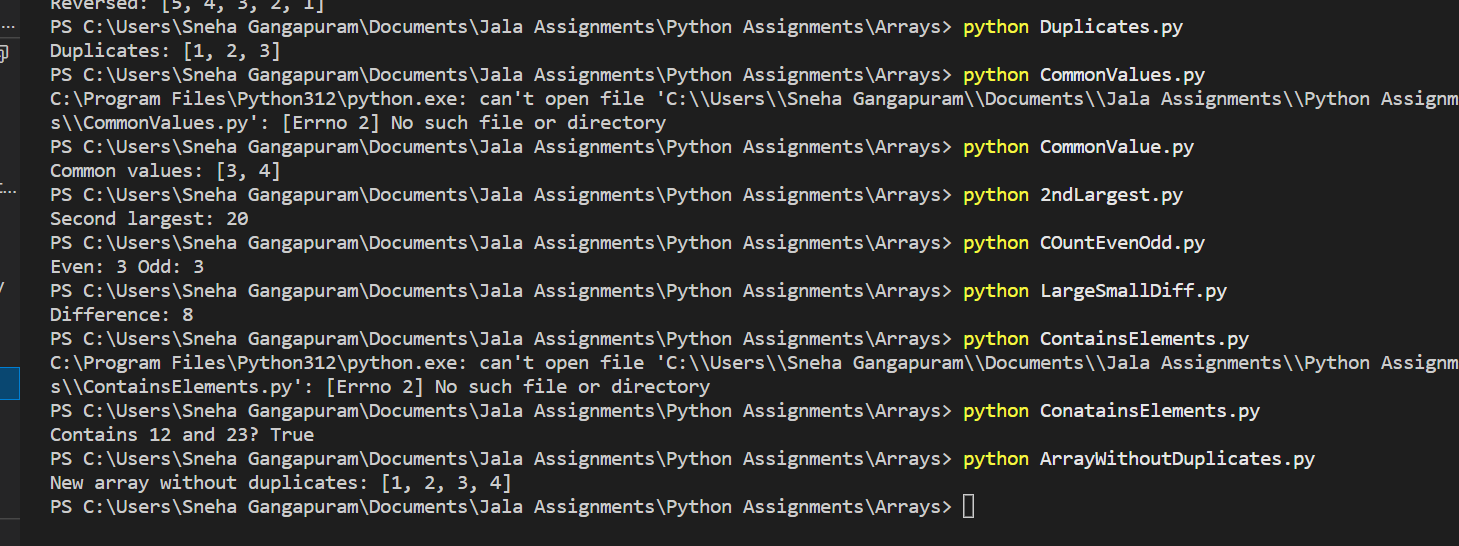 Reversed: [5, 4, 3, 2, 1]
PS C:\Users\Sneha Gangapuram\Documents\Jala Assignments\Python Assignments\Arrays> python Duplicates.py
Duplicates: [1, 2, 3]
PS C:\Users\Sneha Gangapuram\Documents\Jala Assignments\Python Assignments\Arrays> python CommonValues.py
C:\Program Files\Python312\python.exe: can't open file 'C:\\Users\\Sneha Gangapuram\\Documents\\Jala Assignments\\Python Assignm
s\\CommonValues.py': [Errno 2] No such file or directory
PS C:\Users\Sneha Gangapuram\Documents\Jala Assignments\Python Assignments\Arrays> python CommonValue.py
Common values: [3, 4]
PS C:\Users\Sneha Gangapuram\Documents\Jala Assignments\Python Assignments\Arrays> python 2ndLargest.py
Second largest: 20
PS C:\Users\Sneha Gangapuram\Documents\Jala Assignments\Python Assignments\Arrays> python COuntEvenOdd.py
Even: 3 Odd: 3
PS C:\Users\Sneha Gangapuram\Documents\Jala Assignments\Python Assignments\Arrays> python LargeSmallDiff.py
Difference: 8
PS C:\Users\Sneha Gangapuram\Documents\Jala Assignments\Python Assignments\Arrays> python ContainsElements.py
C:\Program Files\Python312\python.exe: can't open file 'C:\\Users\\Sneha Gangapuram\\Documents\\Jala Assignments\\Python Assignm
s\\ContainsElements.py': [Errno 2] No such file or directory
PS C:\Users\Sneha Gangapuram\Documents\Jala Assignments\Python Assignments\Arrays> python ConatainsElements.py
Contains 12 and 23? True
PS C:\Users\Sneha Gangapuram\Documents\Jala Assignments\Python Assignments\Arrays> python ArrayWithoutDuplicates.py
New array without duplicates: [1, 2, 3, 4]
PS C:\Users\Sneha Gangapuram\Documents\Jala Assignments\Python Assignments\Arrays>